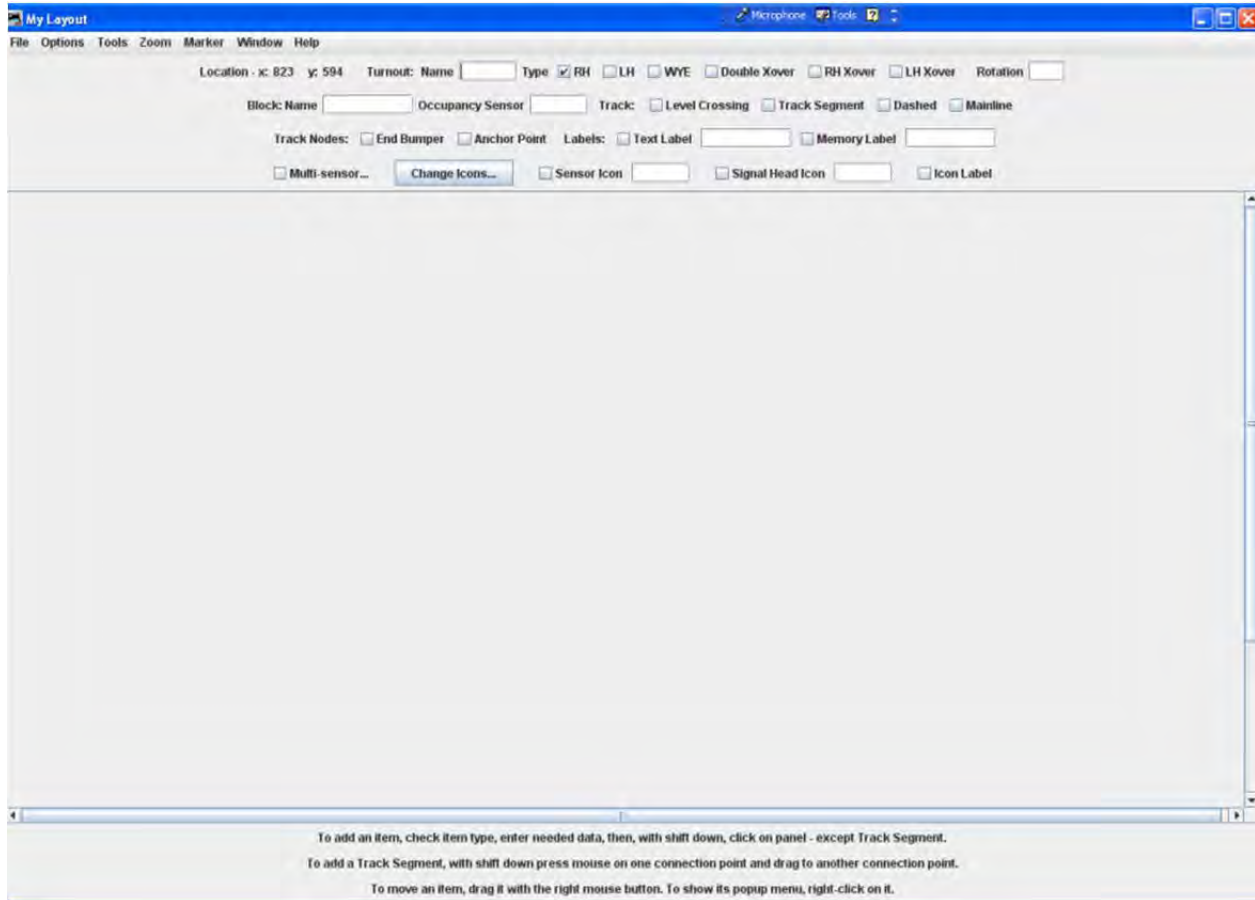 My Layout
Microphone Tools
File Options Tools Zoom Marker Window Help
Location - x: 823 y: 594 Turnout: Name Type RH LH WYE Double Xover RH Xover LH Xover Rotation
Block: Name Occupancy Sensor Track: Level Crossing Track Segment Dashed Mainline
Track Nodes: End Bumper Anchor Point Labels: Text Label Memory Label
Multi-sensor... Change Icons... Sensor Icon Signal Head Icon Icon Label
To add an item, check item type, enter needed data, then, with shift down, click on panel - except Track Segment.
To add a Track Segment, with shift down press mouse on one connection point and drag to another connection point.
To move an item, drag it with the right mouse button. To show its popup menu, right-click on it.